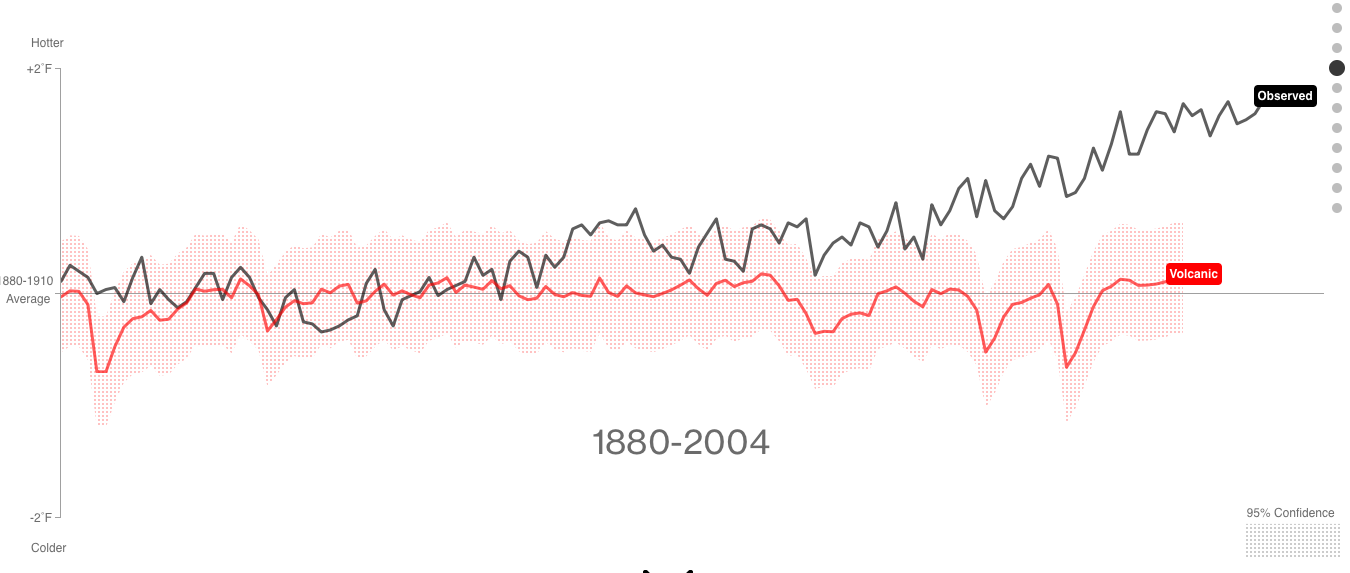 Hotter
+2°F
Observed
1880-1910
Average
Volcanic
1880-2004
-2°F
95% Confidence
Colder